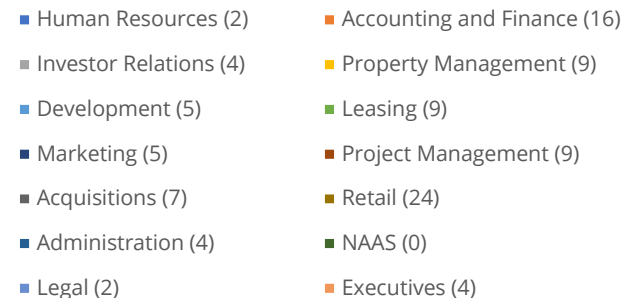 Human Resources (2) Accounting and Finance (16)
Investor Relations (4) Property Management (9)
Development (5) Leasing (9)
Marketing (5) Project Management (9)
Acquisitions (7) Retail (24)
Administration (4) NAAS (0)
Legal (2) Executives (4)